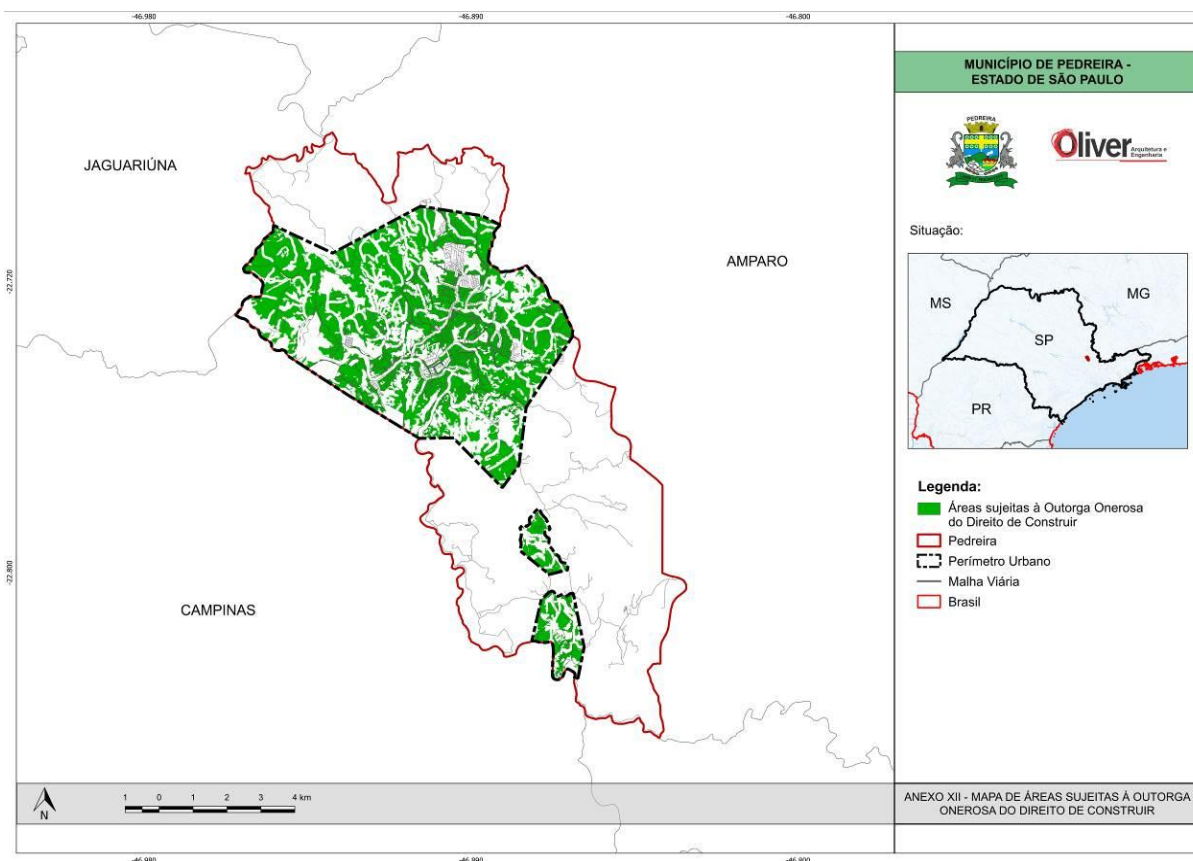 -46.980
-46.890
-46.800
-22.720
-22.800
JAGUARIÚNA
AMPARO
CAMPINAS
MUNICÍPIO DE PEDREIRA -
ESTADO DE SÃO PAULO
PEDREIRA
Oliver
Arquitetura e
Engenharia
Situação:
MS
MG
SP
PR
Legenda:
Áreas sujeitas à Outorga Onerosa
do Direito de Construir
Pedreira
Perímetro Urbano
Malha Viária
Brasil
N
1 0 1 2 3 4 km
ANEXO XII - MAPA DE ÁREAS SUJEITAS À OUTORGA
ONEROSA DO DIREITO DE CONSTRUIR
-46.980
-46.890
-46.800